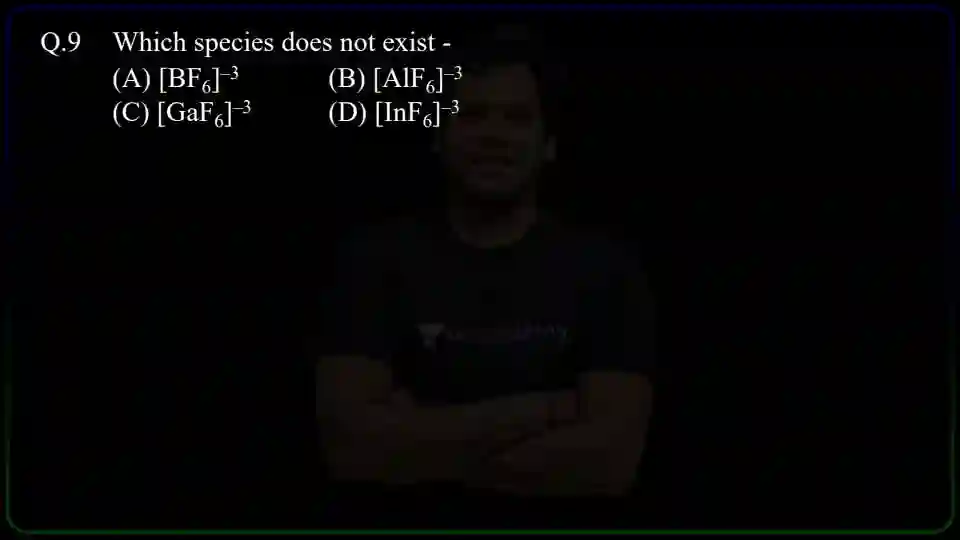 Q.9 Which species does not exist -
(A) [BF₆]⁻³ (B) [AlF₆]⁻³
(C) [GaF₆]⁻³ (D) [InF₆]⁻³